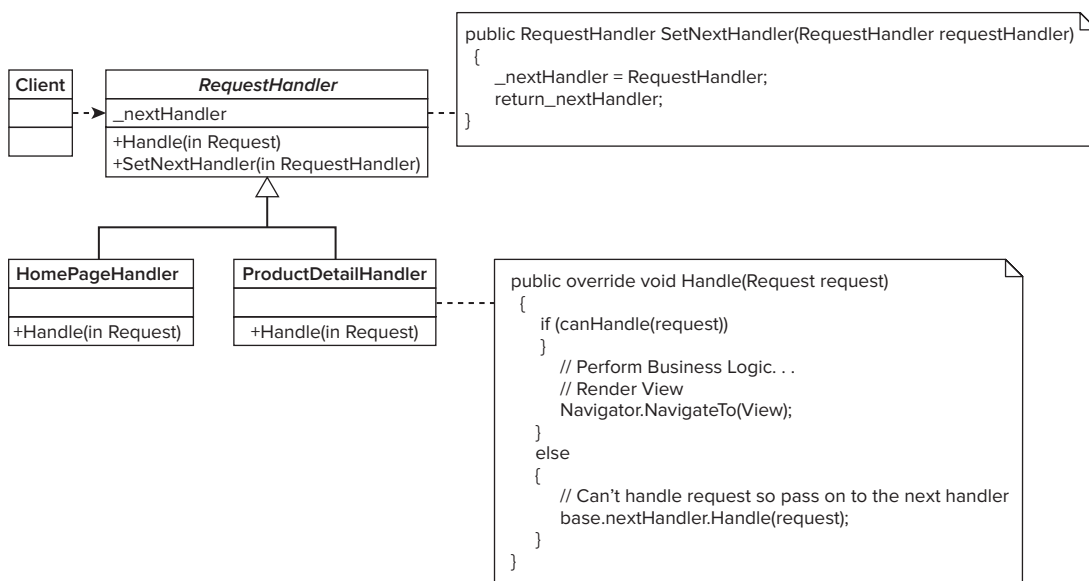 Client
RequestHandler
_nextHandler
+Handle(in Request)
+SetNextHandler(in RequestHandler)
public RequestHandler SetNextHandler(RequestHandler requestHandler)
{
_nextHandler = RequestHandler;
return_nextHandler;
}
HomePageHandler
+Handle(in Request)
ProductDetailHandler
+Handle(in Request)
public override void Handle(Request request)
{
if (canHandle(request))
}
// Perform Business Logic. . .
// Render View
Navigator.NavigateTo(View);
}
else
{
// Can't handle request so pass on to the next handler
base.nextHandler.Handle(request);
}
}